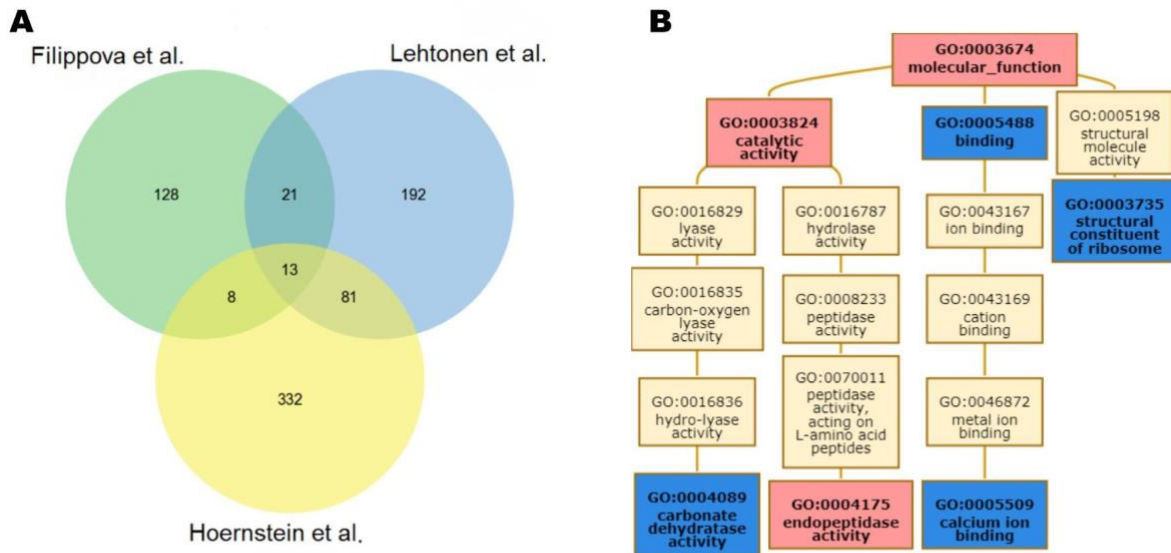 A
Filippova et al.
Lehtonen et al.
128
21
192
13
8
81
332
Hoernstein et al.
B
GO:0003674
molecular_function
GO:0003824
catalytic
activity
GO:0005488
binding
GO:0005198
structural
molecule
activity
GO:0016829
lyase
activity
GO:0016787
hydrolase
activity
GO:0043167
ion binding
GO:0003735
structural
constituent
of ribosome
GO:0016835
carbon-oxygen
lyase
activity
GO:0008233
peptidase
activity
GO:0043169
cation
binding
GO:0016836
hydro-lyase
activity
GO:0070011
peptidase
activity,
acting on
L-amino acid
peptides
GO:0046872
metal ion
binding
GO:0004089
carbonate
dehydratase
activity
GO:0004175
endopeptidase
activity
GO:0005509
calcium ion
binding